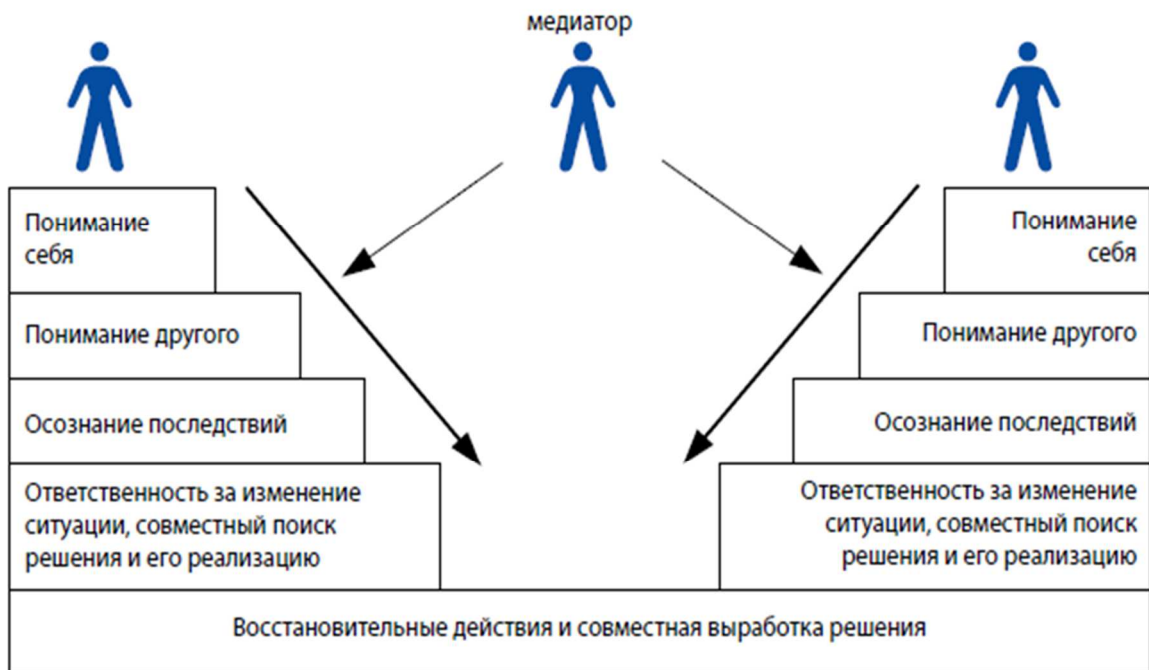 медиатор
Понимание
себя
Понимание
себя
Понимание другого
Понимание другого
Осознание последствий
Осознание последствий
Ответственность за изменение
ситуации, совместный поиск
решения и его реализацию
Ответственность за изменение
ситуации, совместный поиск
решения и его реализацию
Восстановительные действия и совместная выработка решения